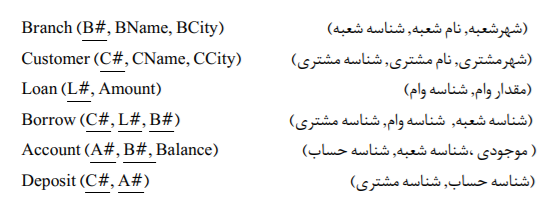 Branch (B#, BName, BCity) (شهرشعبه, نام شعبه, شناسه شعبه)
Customer (C#, CName, CCity) (شهرمشتری, نام مشتری, شناسه مشتری)
Loan (L#, Amount) (مقدار وام, شناسه وام)
Borrow (C#, L#, B#) (شناسه شعبه, شناسه وام, شناسه مشتری)
Account (A#, B#, Balance) (موجودی ،شناسه شعبه, شناسه حساب )
Deposit (C#, A#) (شناسه حساب, شناسه مشتری)